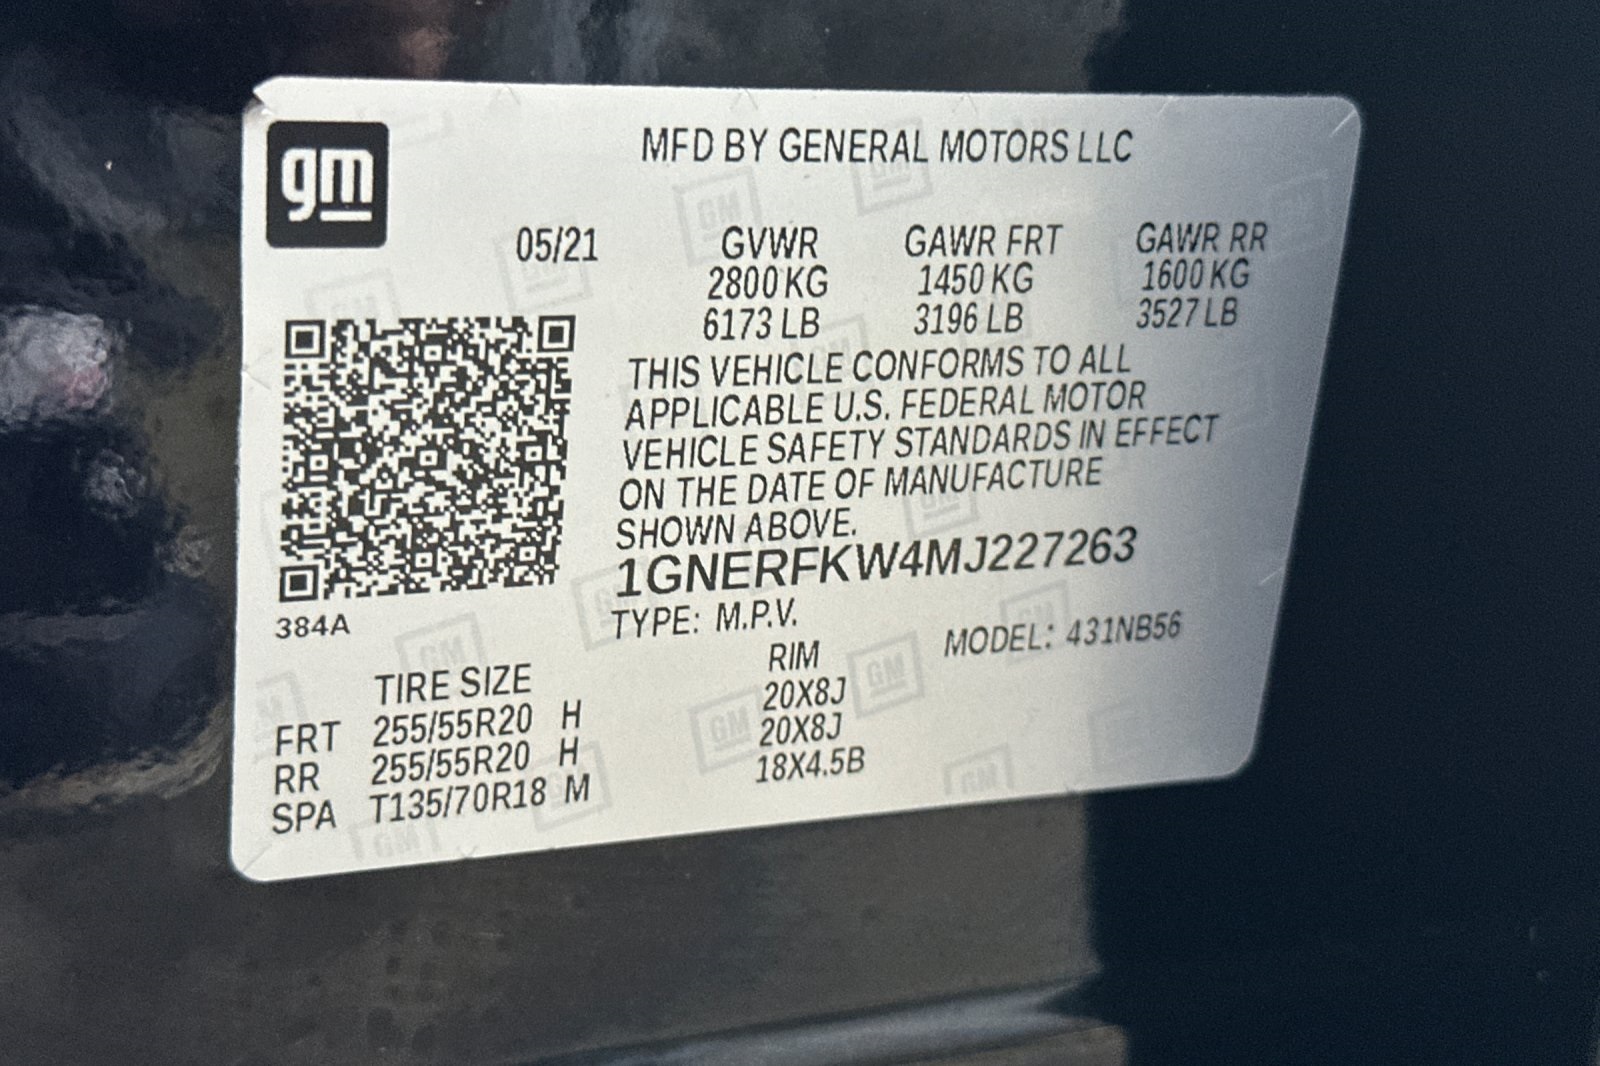 gm
MFD BY GENERAL MOTORS LLC
05/21 GVWR GAWR FRT GAWR RR
2800 KG 1450 KG 1600 KG
6173 LB 3196 LB 3527 LB
THIS VEHICLE CONFORMS TO ALL
APPLICABLE U.S. FEDERAL MOTOR
VEHICLE SAFETY STANDARDS IN EFFECT
ON THE DATE OF MANUFACTURE
SHOWN ABOVE.
1GNERFKW4MJ227263
384A
TYPE: M.P.V. MODEL: 431NB56
TIRE SIZE RIM
FRT 255/55R20 H 20X8J
RR 255/55R20 H 20X8J
SPA T135/70R18 M 18X4.5B